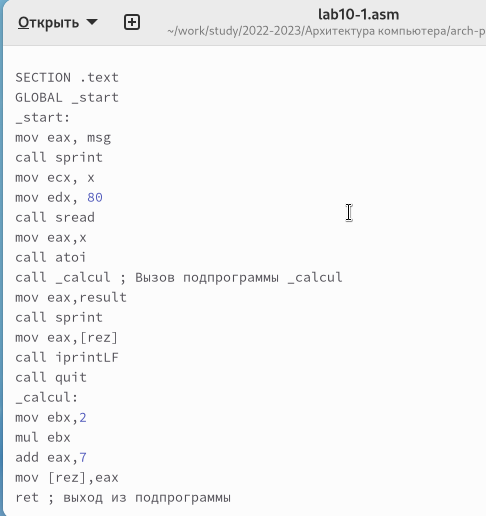 Открыть
lab10-1.asm
~/work/study/2022-2023/Архитектура компьютера/arch-p
SECTION .text
GLOBAL _start
_start:
mov eax, msg
call sprint
mov ecx, x
mov edx, 80
call sread
mov eax,x
call atoi
call _calcul ; Вызов подпрограммы _calcul
mov eax,result
call sprint
mov eax,[rez]
call iprintLF
call quit
_calcul:
mov ebx,2
mul ebx
add eax,7
mov [rez],eax
ret ; выход из подпрограммы